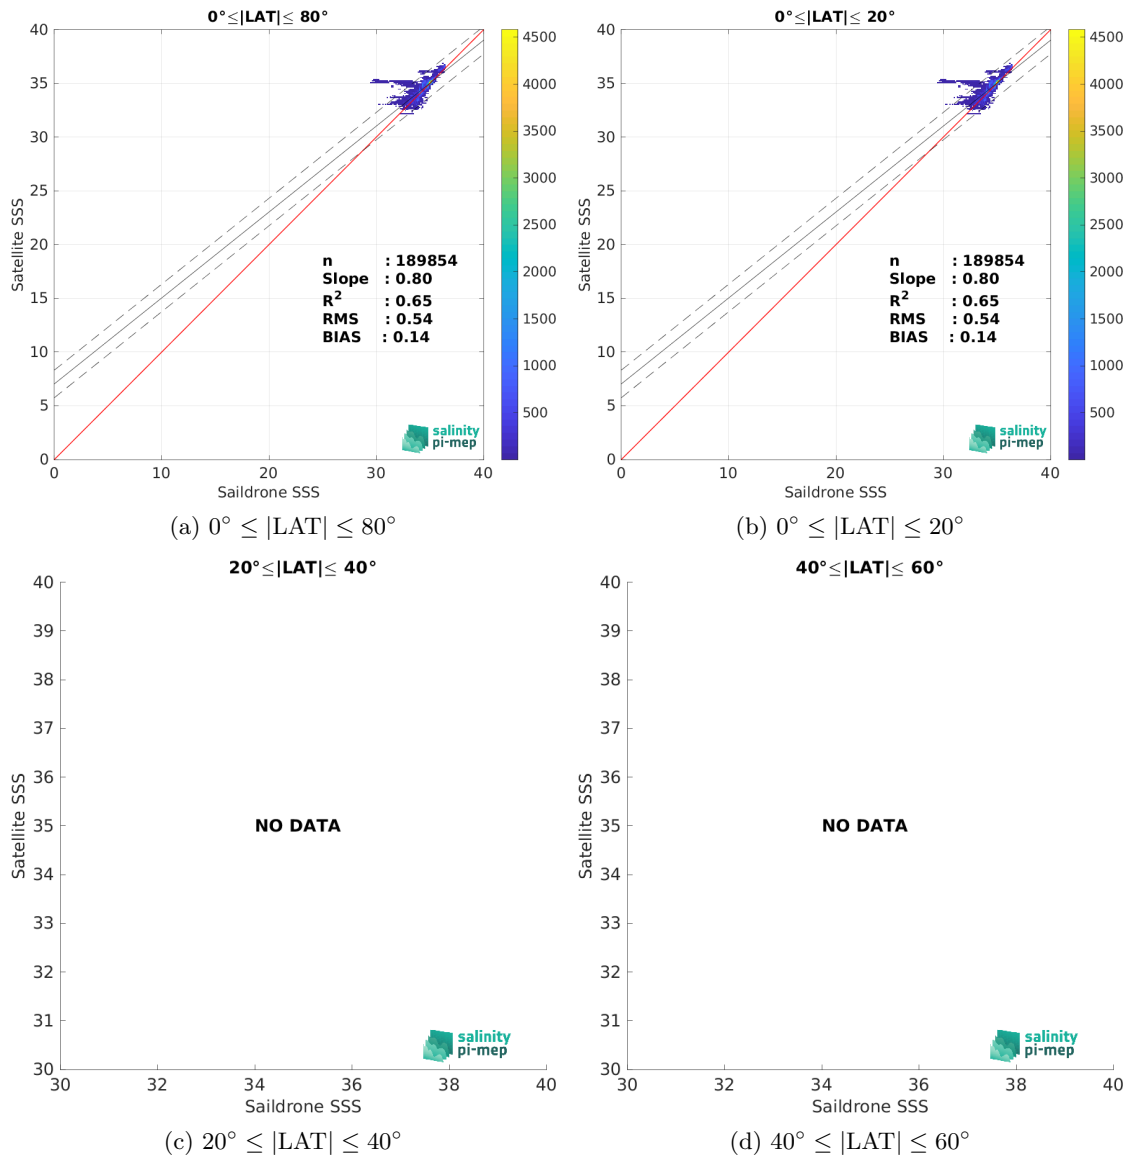 0°≤|LAT|≤ 80°
40
35
30
25
20
15
10
5
0
Satellite SSS
n : 189854
Slope : 0.80
R² : 0.65
RMS : 0.54
BIAS : 0.14
salinity
pi-mep
0 10 20 30 40
Saildrone SSS
4500
4000
3500
3000
2500
2000
1500
1000
500
(a) 0° ≤ |LAT| ≤ 80°
0°≤|LAT|≤ 20°
40
35
30
25
20
15
10
5
0
Satellite SSS
n : 189854
Slope : 0.80
R² : 0.65
RMS : 0.54
BIAS : 0.14
salinity
pi-mep
0 10 20 30 40
Saildrone SSS
4500
4000
3500
3000
2500
2000
1500
1000
500
(b) 0° ≤ |LAT| ≤ 20°
20°≤|LAT|≤ 40°
40
39
38
37
36
35
34
33
32
31
30
Satellite SSS
NO DATA
salinity
pi-mep
30 32 34 36 38 40
Saildrone SSS
(c) 20° ≤ |LAT| ≤ 40°
40°≤|LAT|≤ 60°
40
39
38
37
36
35
34
33
32
31
30
Satellite SSS
NO DATA
salinity
pi-mep
30 32 34 36 38 40
Saildrone SSS
(d) 40° ≤ |LAT| ≤ 60°